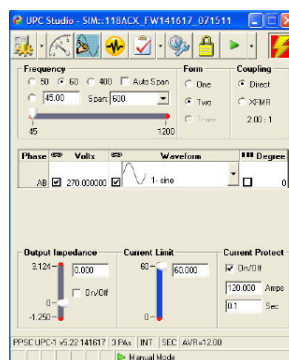 UPC Studio - SIM::118ACX_FW141617_071511
Frequency Form Coupling
50 60 400 Auto Span One Direct
45.00 Span: 600 Two XFMR
45 1200 2.00 : 1
Phase Volts Waveform Degree
AB 270.000000 1- sine 0
Output Impedance Current Limit Current Protect
3.124 0.000 60 60.000 On/Off
On/Off 120.000 Amps
0 0.1 Sec
-1.250 0
PPSC UPC-1 v5.22 141617 3 PAs INT SEC AVR=12.00
Manual Mode